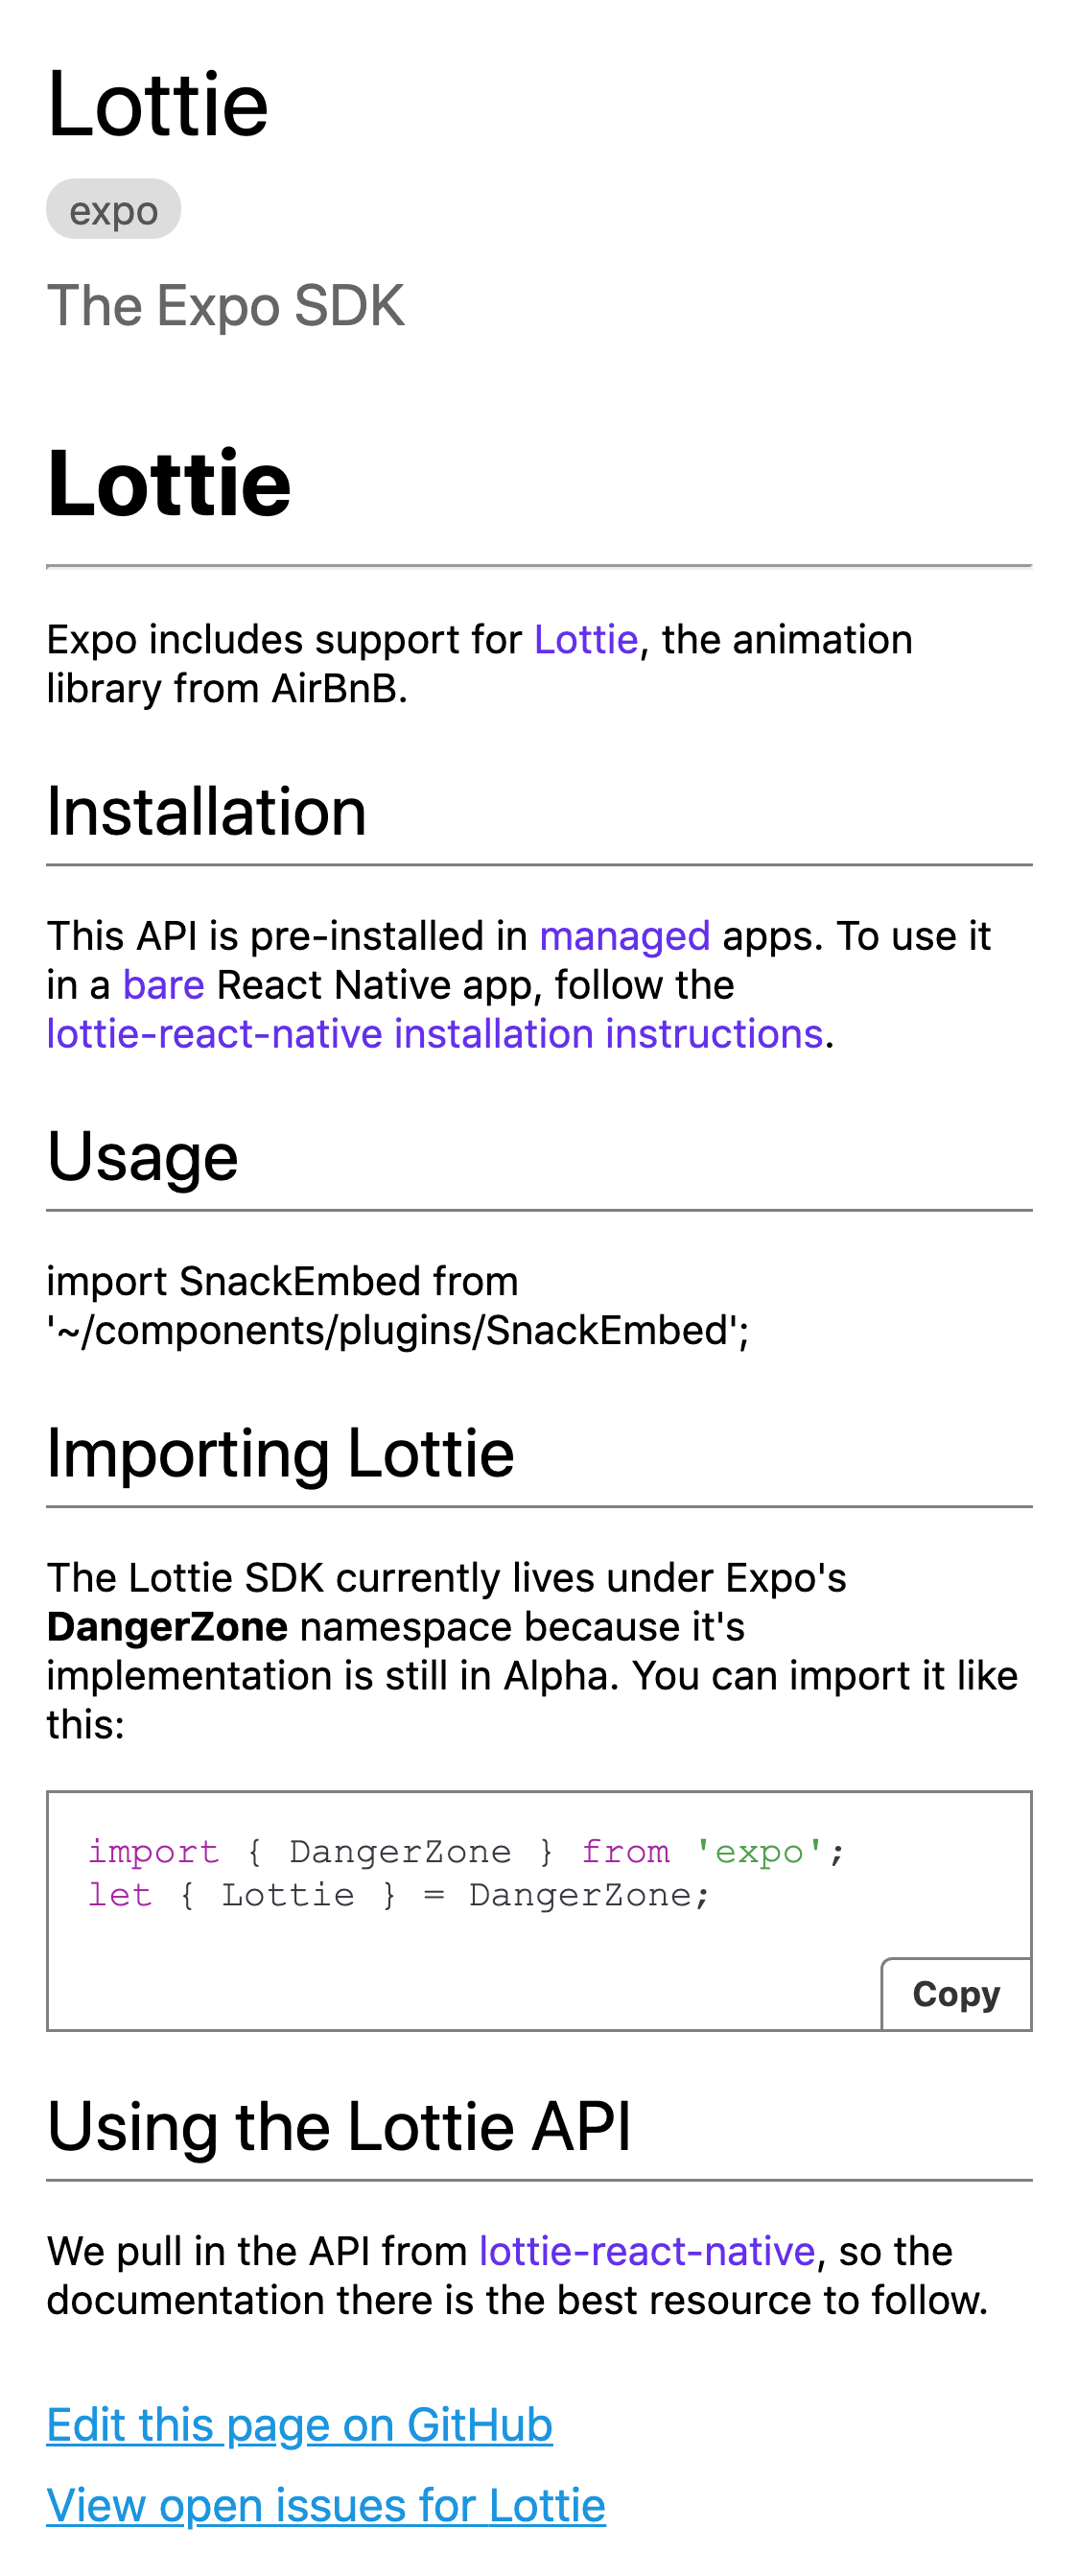 Lottie
expo
The Expo SDK
Lottie
Expo includes support for Lottie, the animation
library from AirBnB.
Installation
This API is pre-installed in managed apps. To use it
in a bare React Native app, follow the
lottie-react-native installation instructions.
Usage
import SnackEmbed from
'~/components/plugins/SnackEmbed';
Importing Lottie
The Lottie SDK currently lives under Expo's
DangerZone namespace because it's
implementation is still in Alpha. You can import it like
this:
import { DangerZone } from 'expo';
let { Lottie } = DangerZone;
Copy
Using the Lottie API
We pull in the API from lottie-react-native, so the
documentation there is the best resource to follow.
Edit this page on GitHub
View open issues for Lottie